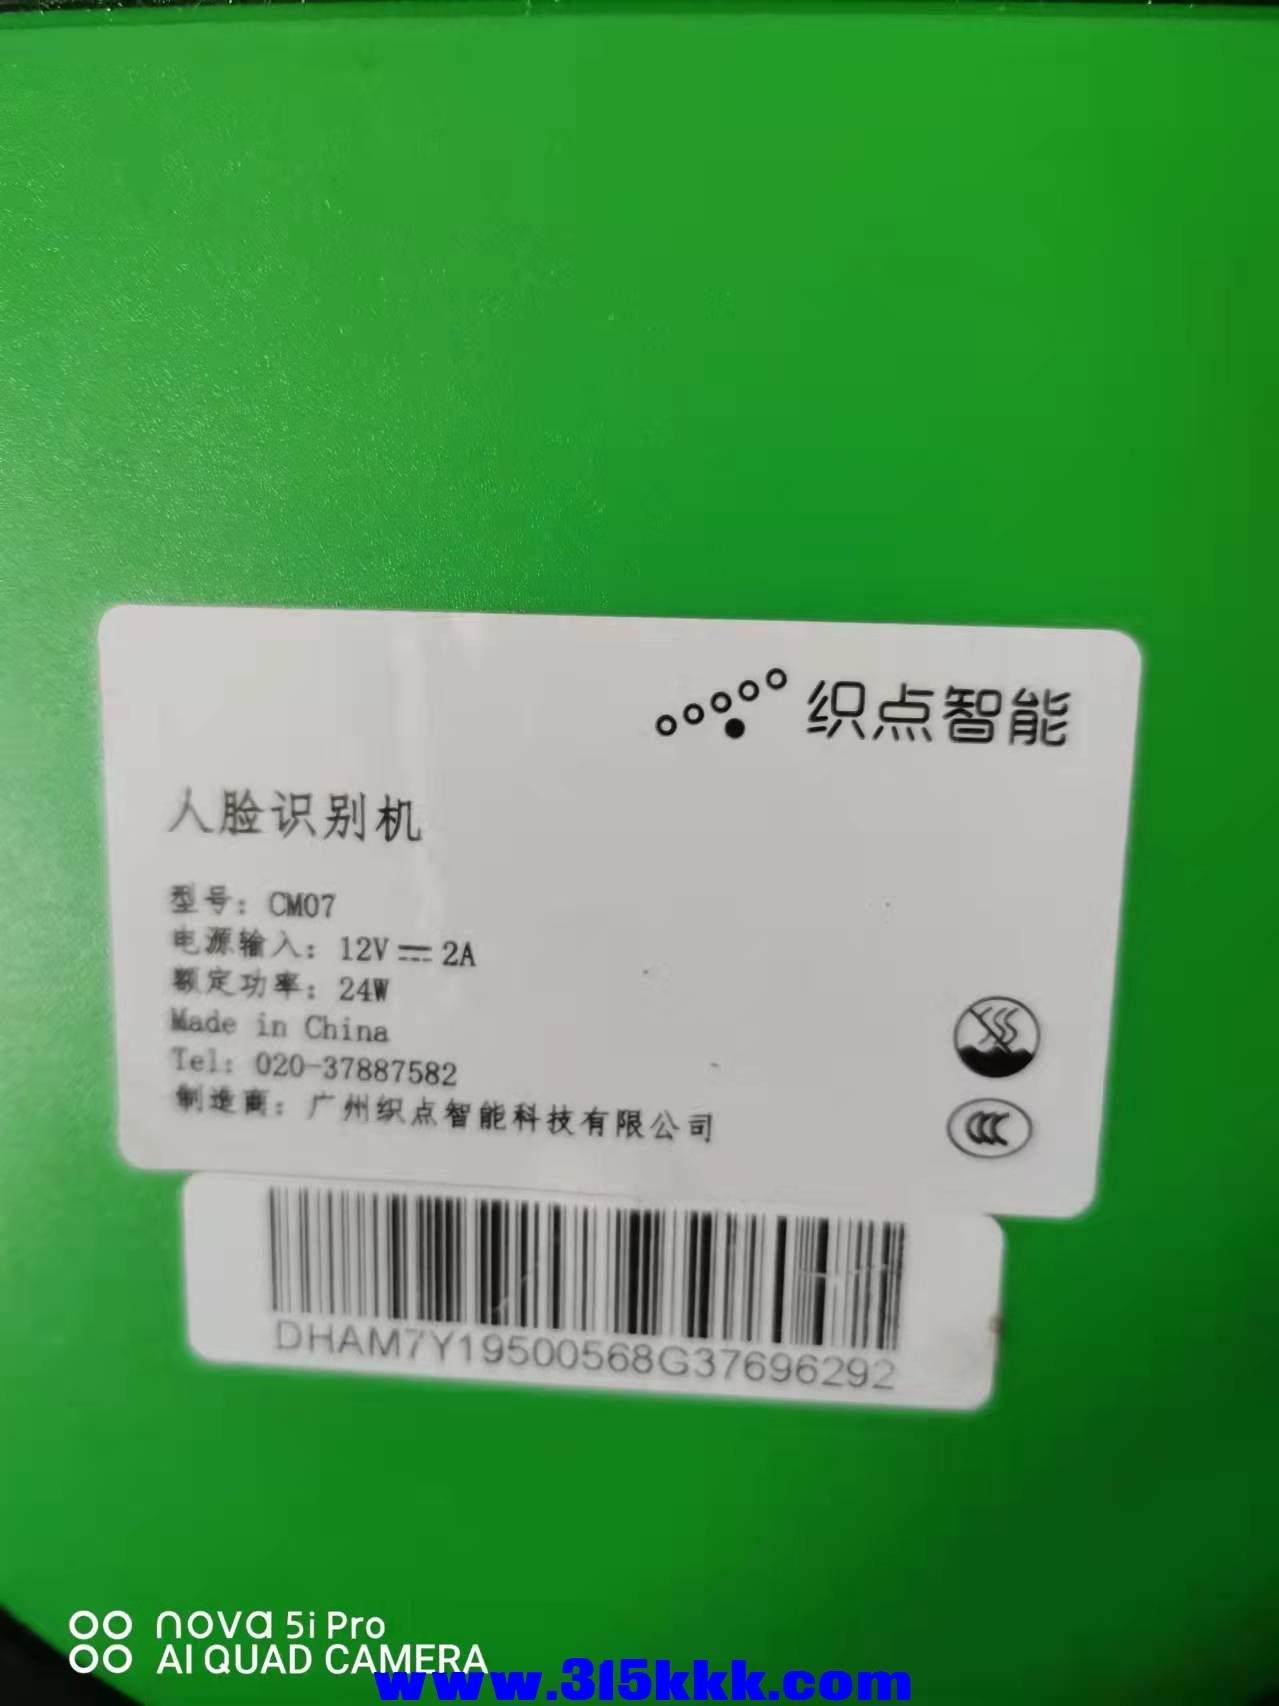 织点智能
人脸识别机
型号: CM07
电源输入: 12V⎓2A
额定功率: 24W
Made in China
Tel: 020-37887582
制造商: 广州织点智能科技有限公司
DHAM7Y19500568G37696292
nova 5i Pro
AI QUAD CAMERA
www.315kkk.com